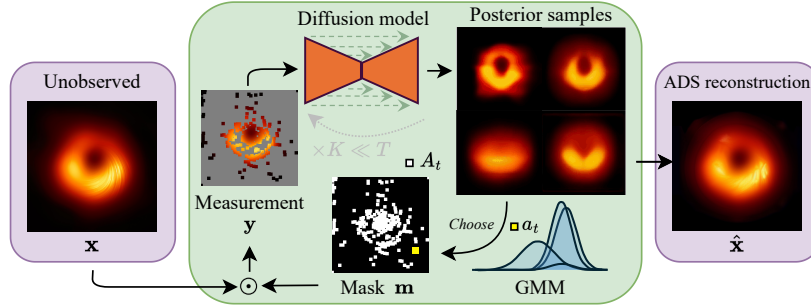 Unobserved
x
Diffusion model
×K ≪ T
Measurement
y
Posterior samples
A_t
Choose
a_t
Mask m
GMM
ADS reconstruction
x̂